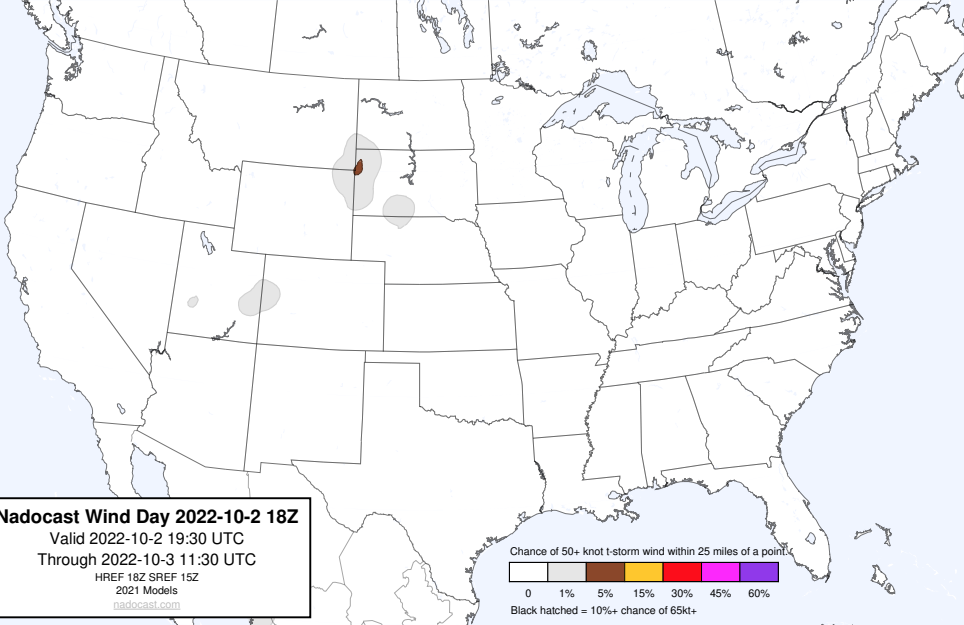 Nadocast Wind Day 2022-10-2 18Z
Valid 2022-10-2 19:30 UTC
Through 2022-10-3 11:30 UTC
HREF 18Z SREF 15Z
2021 Models
nadocast.com
Chance of 50+ knot t-storm wind within 25 miles of a point.
0 1% 5% 15% 30% 45% 60%
Black hatched = 10%+ chance of 65kt+